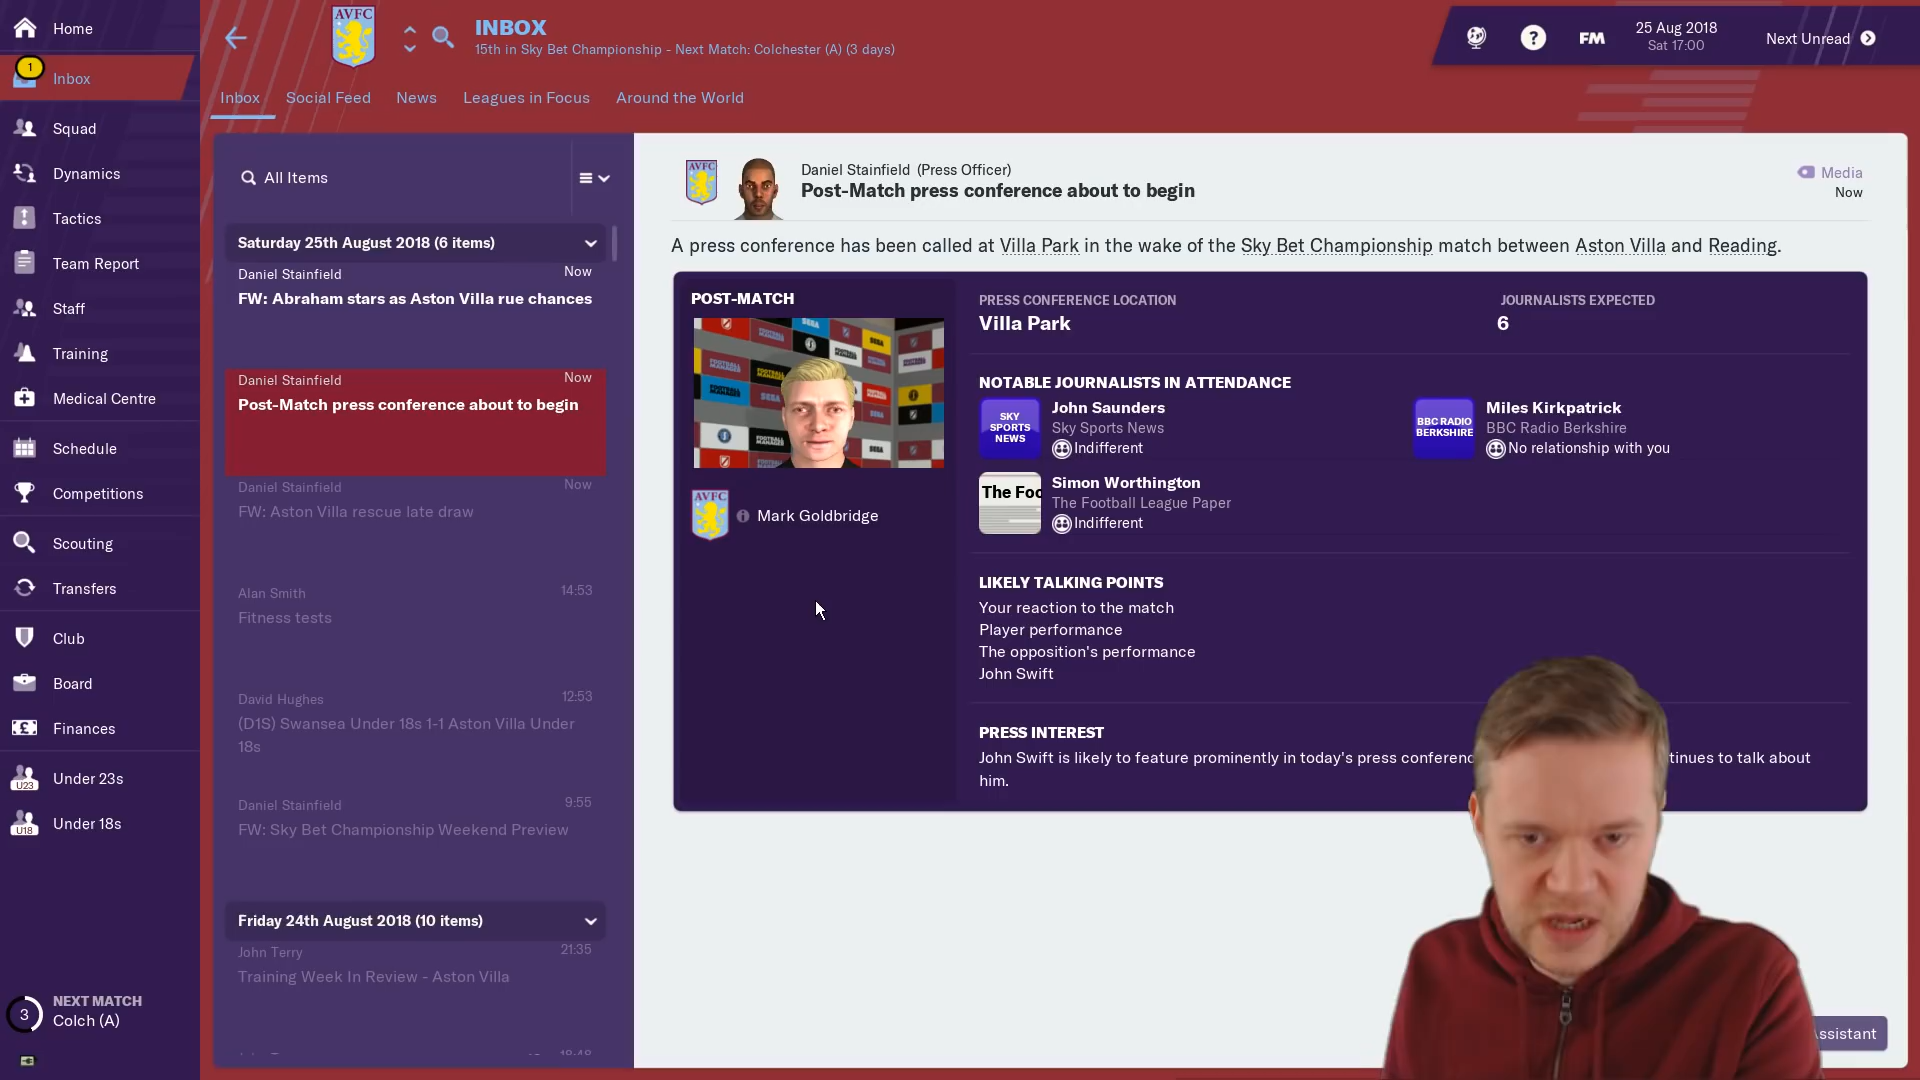 Home
1
Inbox
Squad
Dynamics
Tactics
Team Report
Staff
Training
Medical Centre
Schedule
Competitions
Scouting
Transfers
Club
Board
Finances
U23
Under 23s
U18
Under 18s
3
NEXT MATCH
Colch (A)
AVFC
INBOX
15th in Sky Bet Championship - Next Match: Colchester (A) (3 days)
?
FM
25 Aug 2018
Sat 17:00
Next Unread
Inbox
Social Feed
News
Leagues in Focus
Around the World
All Items
Saturday 25th August 2018 (6 items)
Daniel Stainfield
Now
FW: Abraham stars as Aston Villa rue chances
Daniel Stainfield
Now
Post-Match press conference about to begin
Daniel Stainfield
Now
FW: Aston Villa rescue late draw
Alan Smith
14:53
Fitness tests
David Hughes
12:53
(D1S) Swansea Under 18s 1-1 Aston Villa Under
18s
Daniel Stainfield
9:55
FW: Sky Bet Championship Weekend Preview
Friday 24th August 2018 (10 items)
John Terry
21:35
Training Week In Review - Aston Villa
AVFC
Daniel Stainfield (Press Officer)
Post-Match press conference about to begin
Media
Now
A press conference has been called at Villa Park in the wake of the Sky Bet Championship match between Aston Villa and Reading.
POST-MATCH
AVFC
Mark Goldbridge
PRESS CONFERENCE LOCATION
Villa Park
JOURNALISTS EXPECTED
6
NOTABLE JOURNALISTS IN ATTENDANCE
SKY
SPORTS
NEWS
John Saunders
Sky Sports News
Indifferent
BBC RADIO
BERKSHIRE
Miles Kirkpatrick
BBC Radio Berkshire
No relationship with you
The Foo
Simon Worthington
The Football League Paper
Indifferent
LIKELY TALKING POINTS
Your reaction to the match
Player performance
The opposition's performance
John Swift
PRESS INTEREST
John Swift is likely to feature prominently in today's press conferenc
tinues to talk about
him.
ssistant